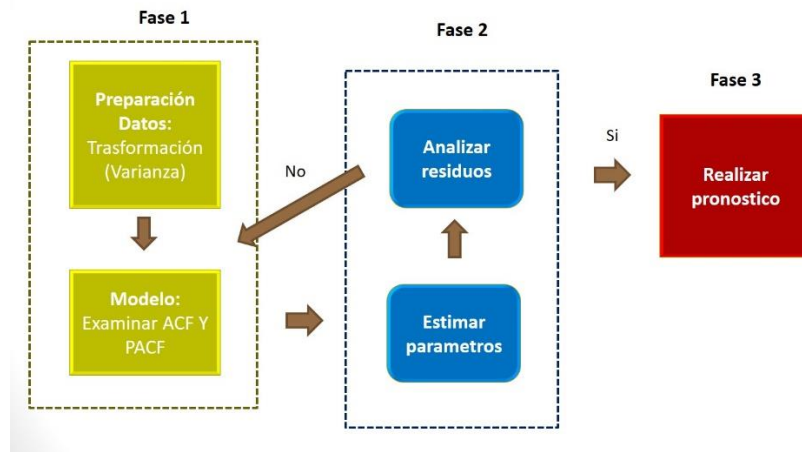 Fase 1
Preparación
Datos:
Trasformación
(Varianza)
Modelo:
Examinar ACF Y
PACF
No
Fase 2
Analizar
residuos
Estimar
parametros
Si
Fase 3
Realizar
pronostico